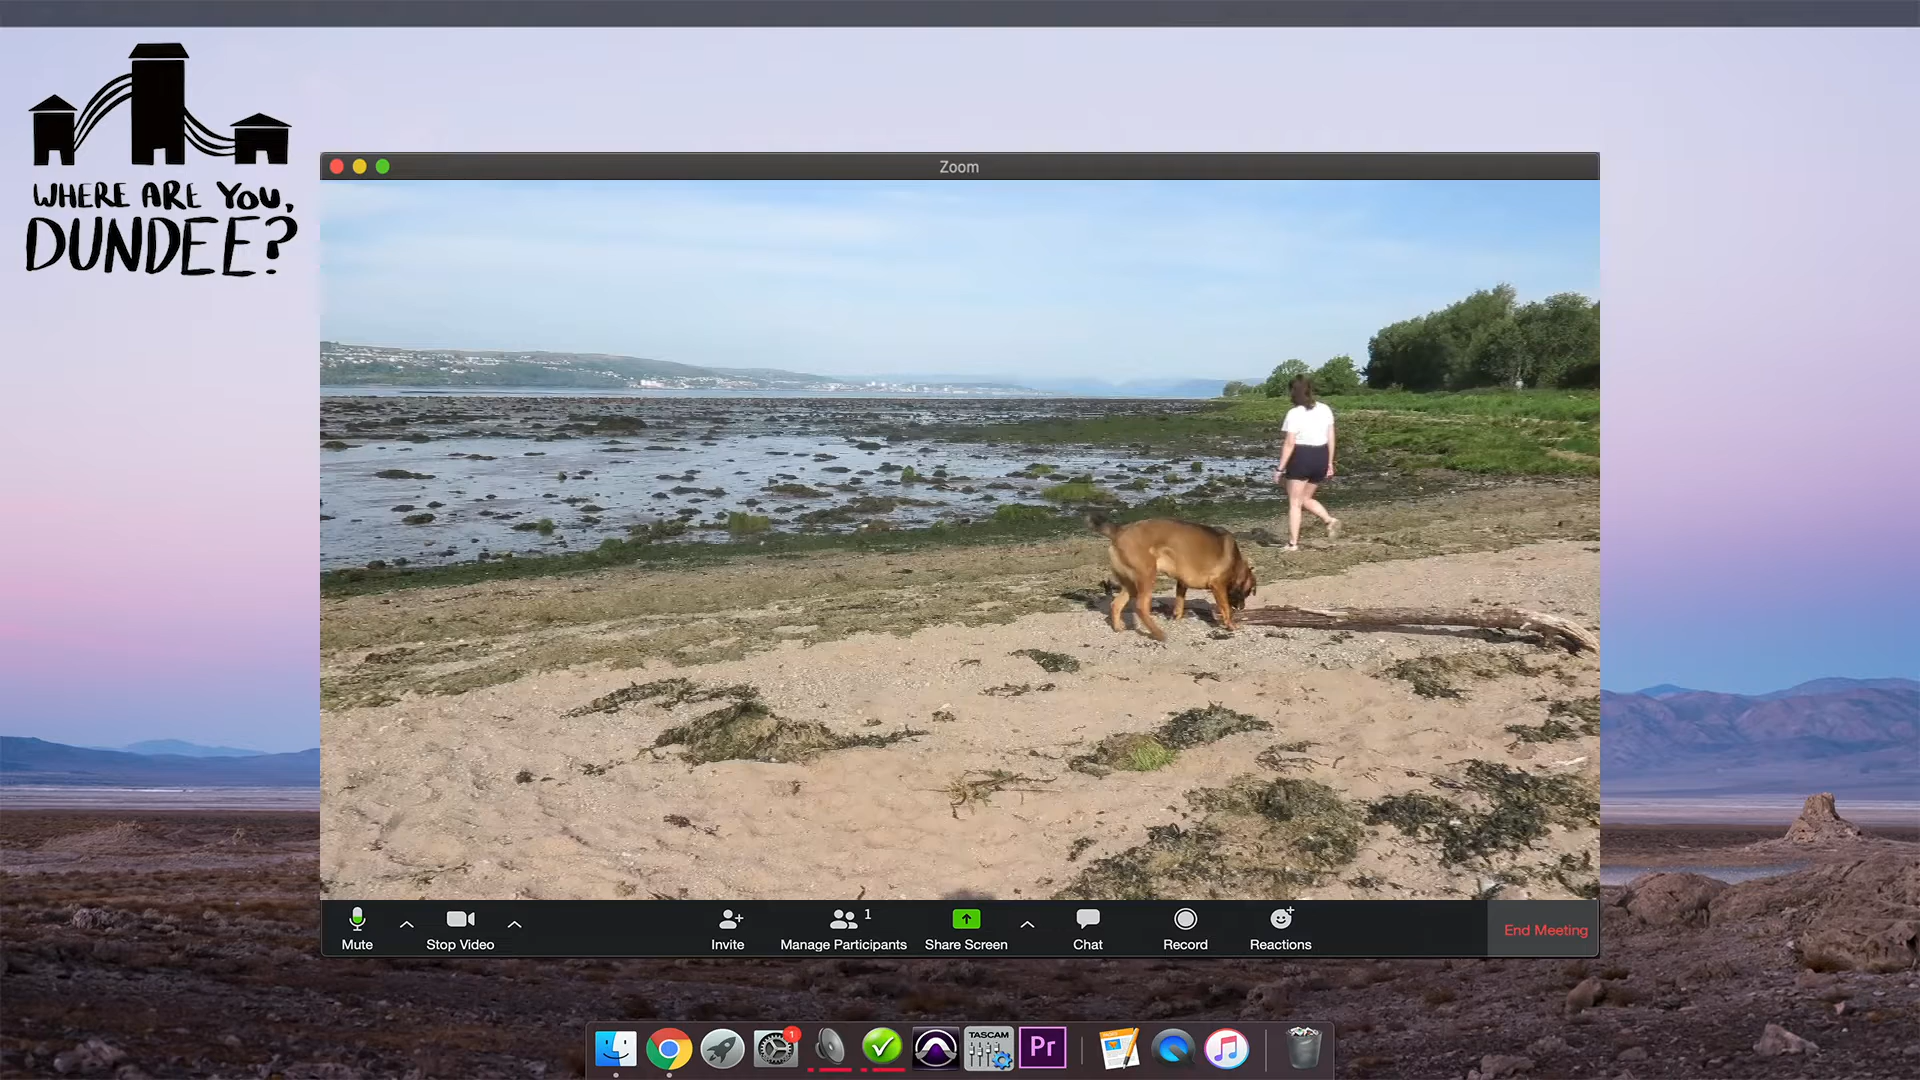 WHERE ARE YOU,
DUNDEE?
Zoom
Mute
Stop Video
Invite
1
Manage Participants
Share Screen
Chat
Record
Reactions
End Meeting
1
TASCAM
Pr